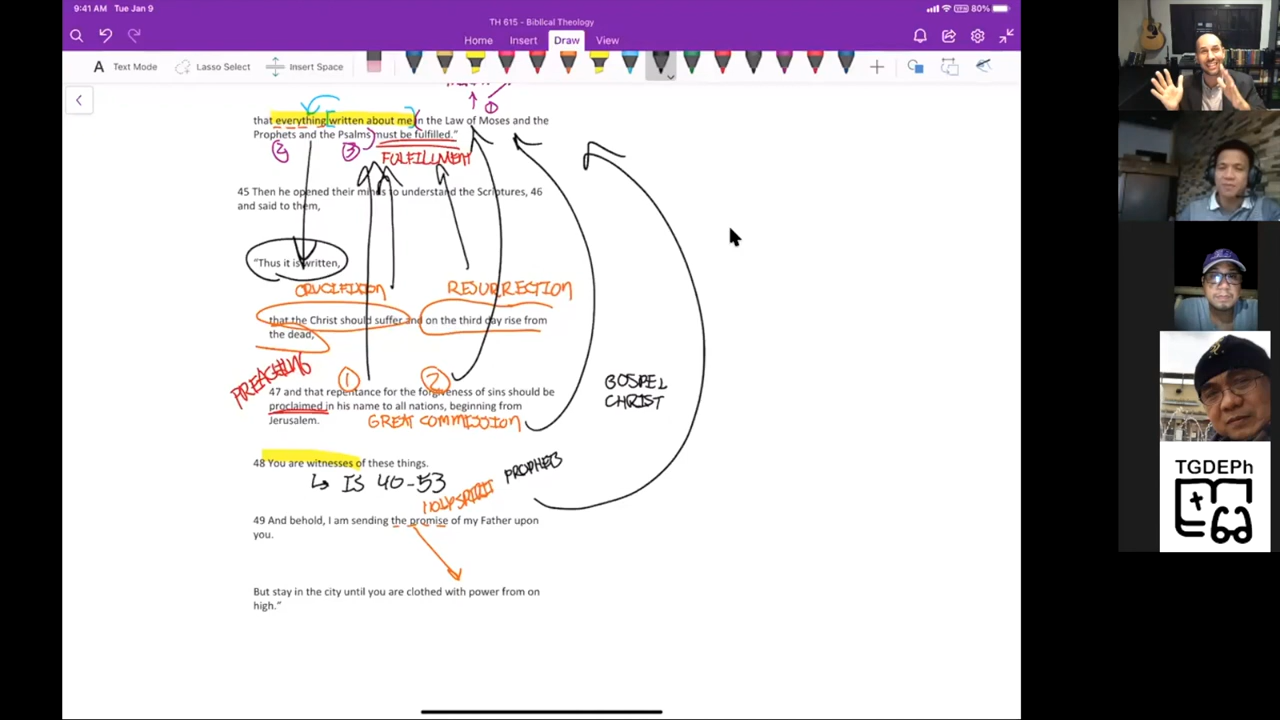 9:41 AM Tue Jan 9
80%
TH 615 - Biblical Theology
Home Insert Draw View
Text Mode
Lasso Select
Insert Space
①
that everything written about me in the Law of Moses and the
Prophets and the Psalms must be fulfilled."
② ③
FULFILLMENT
45 Then he opened their minds to understand the Scriptures, 46
and said to them,
"Thus it is written,
CRUCIFIXION RESURRECTION
that the Christ should suffer and on the third day rise from
the dead,
PREACHING
① ②
47 and that repentance for the forgiveness of sins should be
proclaimed in his name to all nations, beginning from
Jerusalem.
GREAT COMMISSION
GOSPEL
CHRIST
48 You are witnesses of these things.
IS 40-53
PROPHETS
HOLY SPIRIT
49 And behold, I am sending the promise of my Father upon
you.
But stay in the city until you are clothed with power from on
high."
TGDEPh